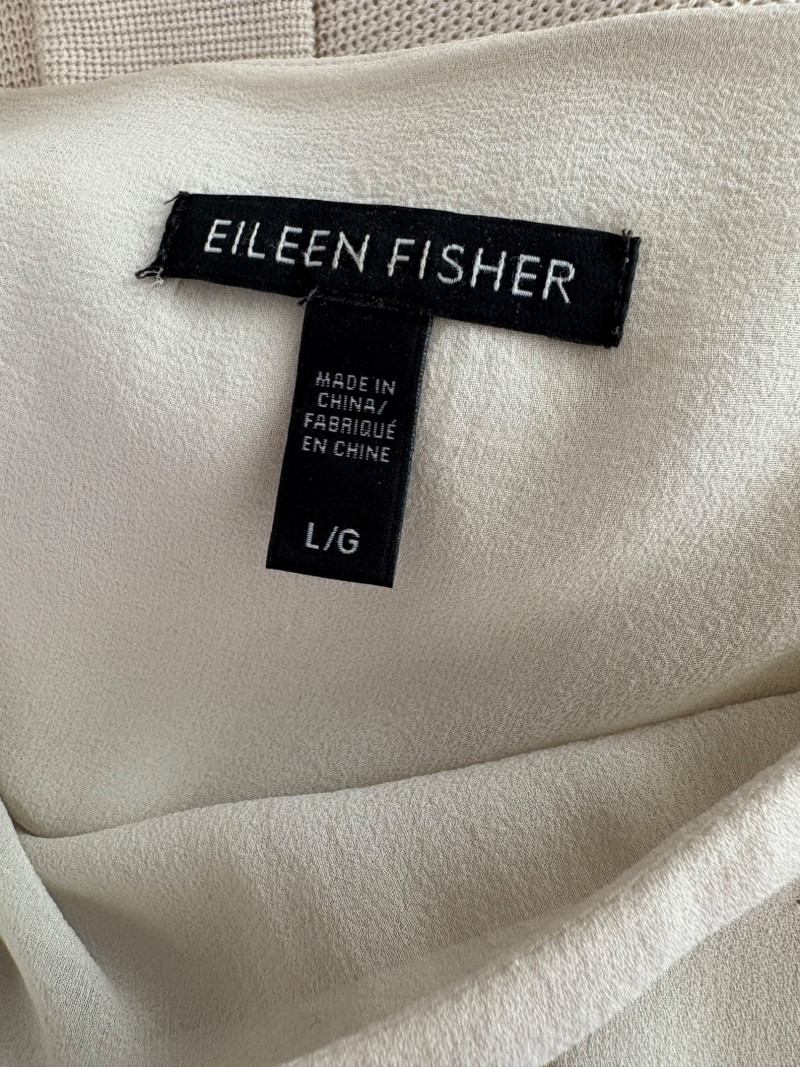 EILEEN FISHER
MADE IN
CHINA/
FABRIQUÉ
EN CHINE
L/G